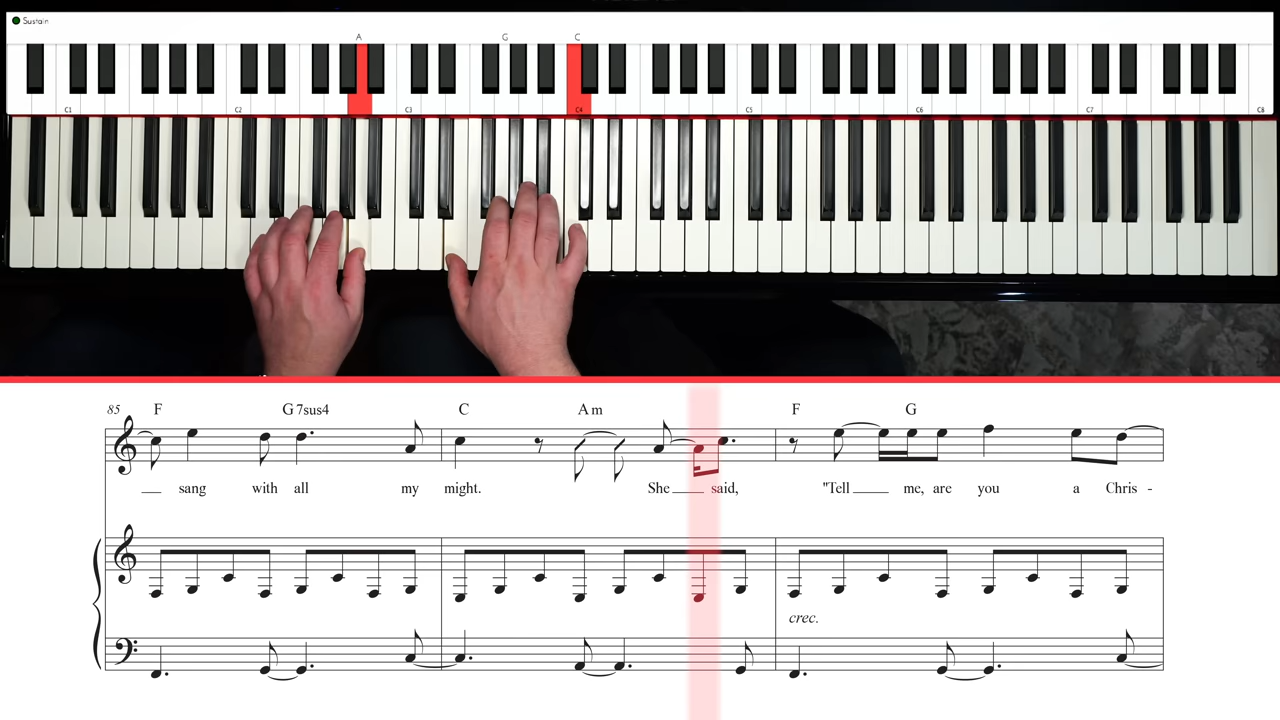 Sustain
A G C
C1 C2 C3 C4 C5 C6 C7 C8
85 F G7sus4 C Am F G
sang with all my might. She said, "Tell me, are you a Chris -
crec.